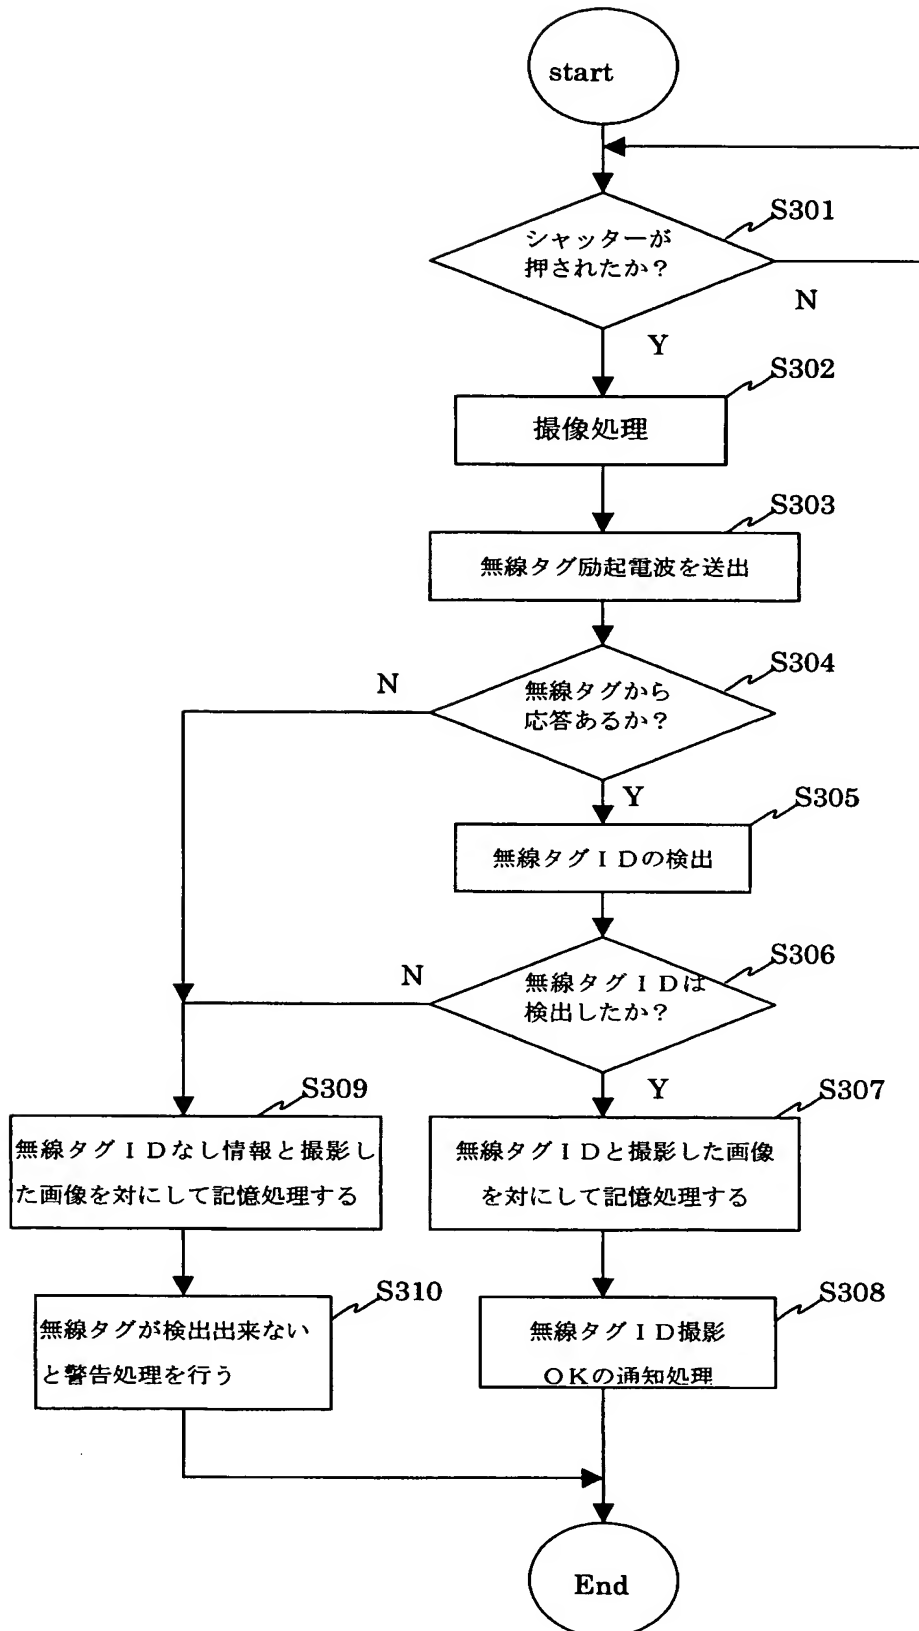 start
S301
シャッターが
押されたか？
N
Y
S302
撮像処理
S303
無線タグ励起電波を送出
S304
N
無線タグから
応答あるか？
Y
S305
無線タグＩＤの検出
S306
N
無線タグＩＤは
検出したか？
Y
S309
S307
無線タグＩＤなし情報と撮影し
た画像を対にして記憶処理する
無線タグＩＤと撮影した画像
を対にして記憶処理する
S310
S308
無線タグが検出出来ない
と警告処理を行う
無線タグＩＤ撮影
ＯＫの通知処理
End